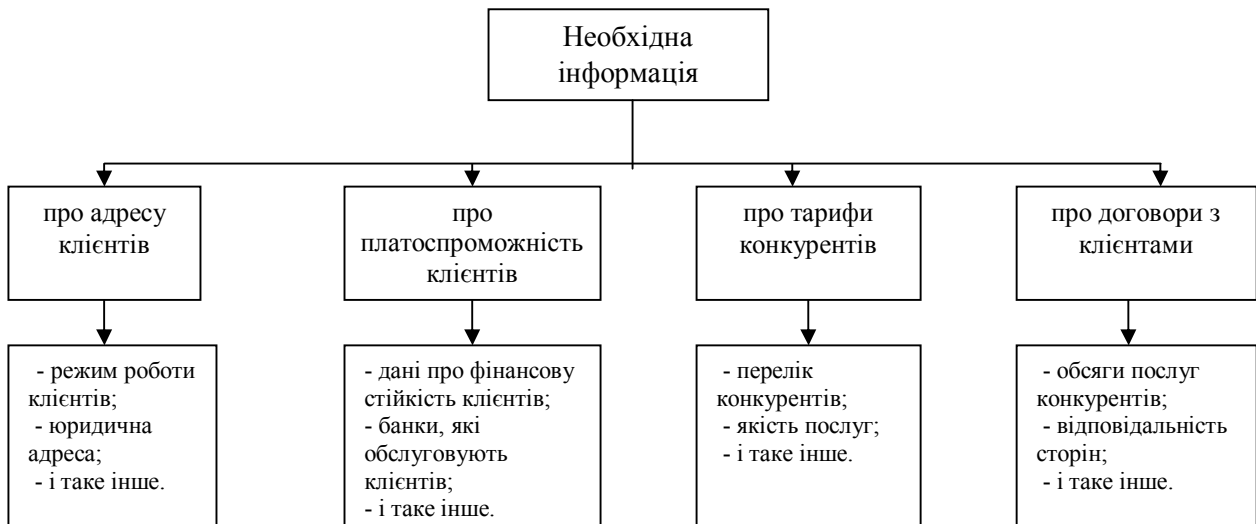 Необхідна
інформація
про адресу
клієнтів
про
платоспроможність
клієнтів
про тарифи
конкурентів
про договори з
клієнтами
- режим роботи
клієнтів;
- юридична
адреса;
- і таке інше.
- дані про фінансову
стійкість клієнтів;
- банки, які
обслуговують
клієнтів;
- і таке інше.
- перелік
конкурентів;
- якість послуг;
- і таке інше.
- обсяги послуг
конкурентів;
- відповідальність
сторін;
- і таке інше.